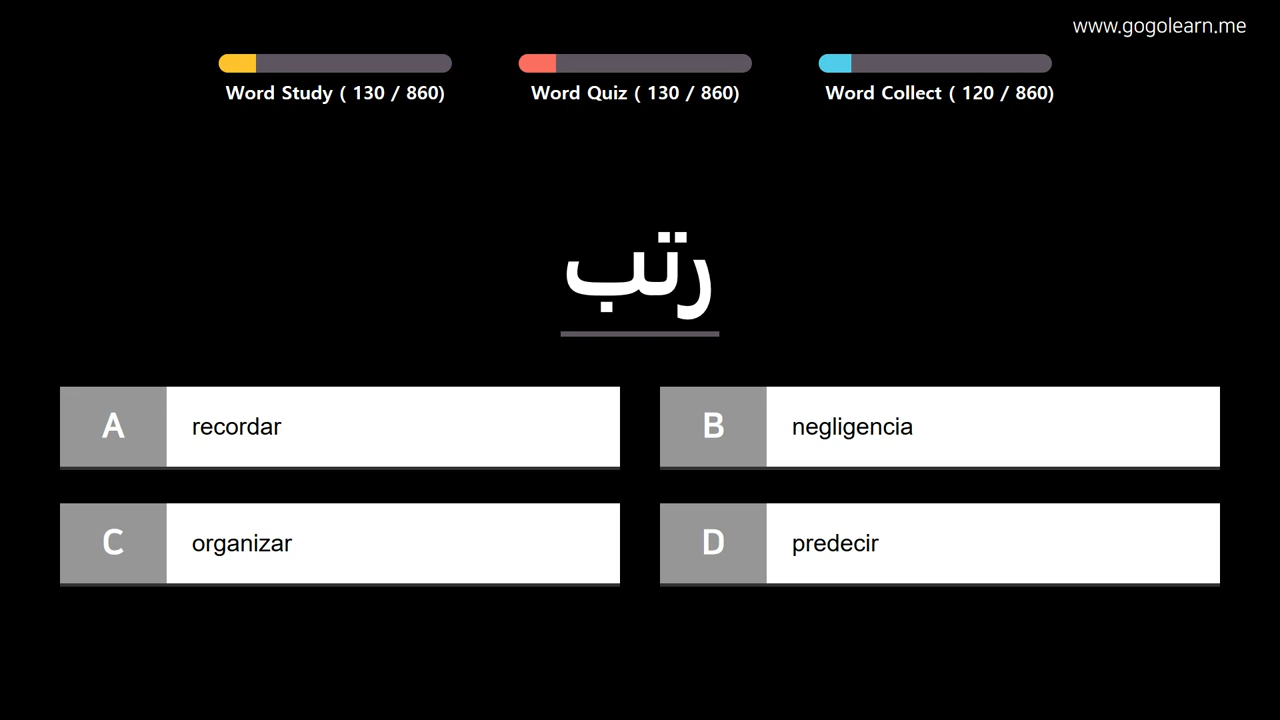 www.gogolearn.me
Word Study ( 130 / 860)
Word Quiz ( 130 / 860)
Word Collect ( 120 / 860)
رتب
A recordar
B negligencia
C organizar
D predecir